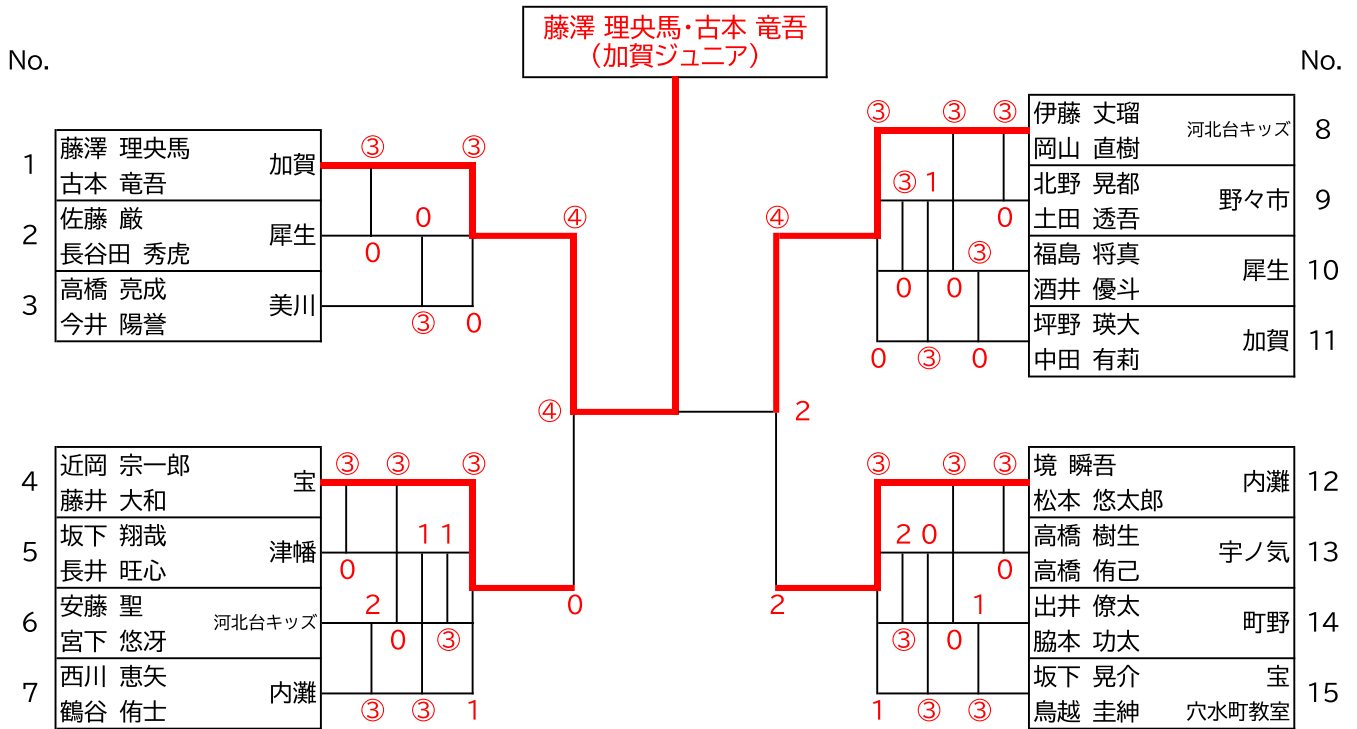 藤澤 理央馬・古本 竜吾
（加賀ジュニア）
No.
No.
1
藤澤 理央馬
古本 竜吾
加賀
③
③
2
佐藤 厳
長谷田 秀虎
犀生
0
0
3
高橋 亮成
今井 陽誉
美川
③
0
④
④
4
近岡 宗一郎
藤井 大和
宝
③
③
③
5
坂下 翔哉
長井 旺心
津幡
1 1
0
6
安藤 聖
宮下 悠冴
河北台キッズ
2
0
③
0
7
西川 恵矢
鶴谷 侑士
内灘
③
③
1
③
③
③
伊藤 丈瑠
岡山 直樹
河北台キッズ
8
③ 1
0
北野 晃都
土田 透吾
野々市
9
④
0
0
③
福島 将真
酒井 優斗
犀生
10
0
③
0
坪野 瑛大
中田 有莉
加賀
11
2
③
③
③
境 瞬吾
松本 悠太郎
内灘
12
2 0
0
高橋 樹生
高橋 侑己
宇ノ気
13
2
③
0
1
出井 僚太
脇本 功太
町野
14
1
③
③
坂下 晃介
鳥越 圭紳
宝
穴水町教室
15